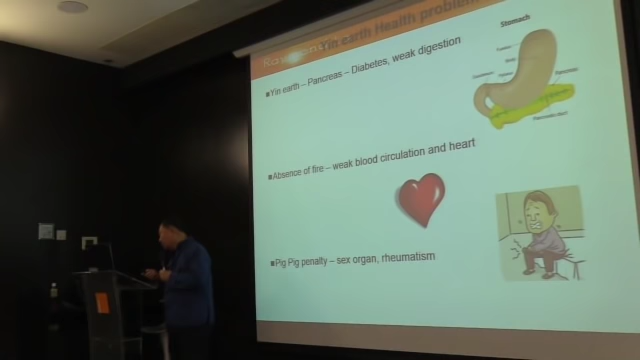 Yin earth Health problem
Stomach
■Yin earth – Pancreas – Diabetes, weak digestion
Pancreas
■Absence of fire – weak blood circulation and heart
■Pig Pig penalty – sex organ, rheumatism